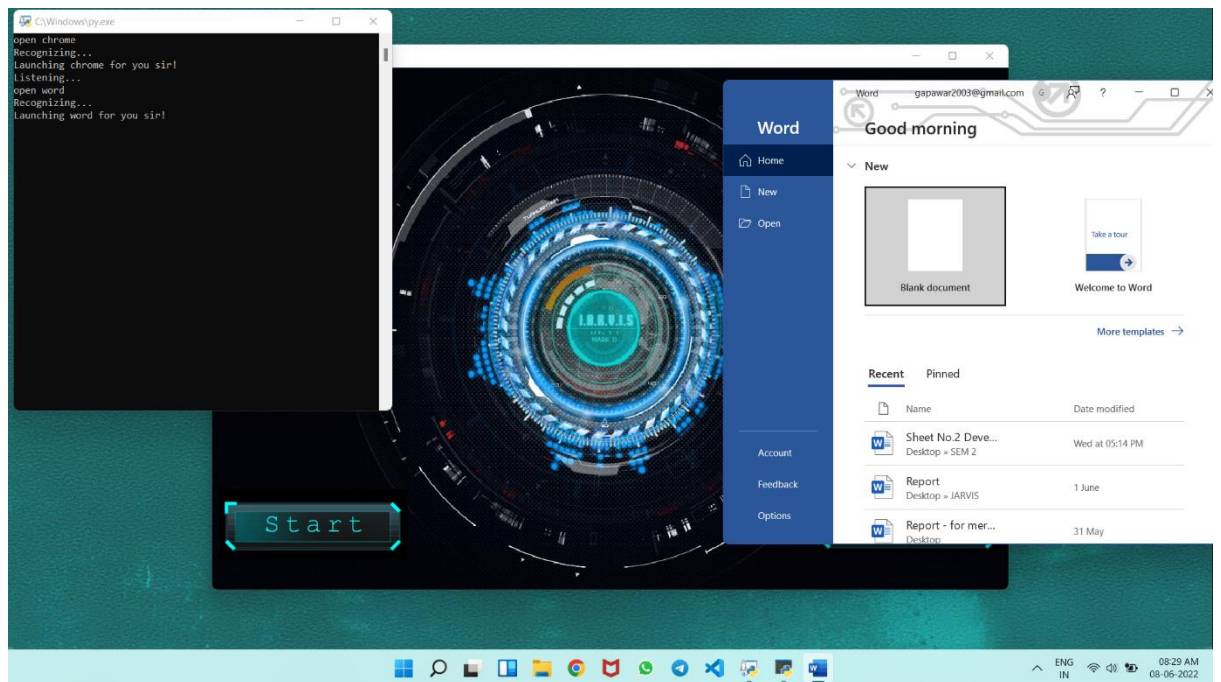 C:\Windows\py.exe
open chrome
Recognizing...
Launching chrome for you sir!
Listening...
open word
Recognizing...
Launching word for you sir!
Start
Word
gapawar2003@gmail.com
G
?
Word
Good morning
Home
New
Open
New
Take a tour
Blank document
Welcome to Word
More templates
Recent
Pinned
Name
Date modified
Sheet No.2 Deve...
Desktop » SEM 2
Wed at 05:14 PM
Report
Desktop » JARVIS
1 June
Report - for mer...
Desktop
31 May
Account
Feedback
Options
ENG
IN
08:29 AM
08-06-2022